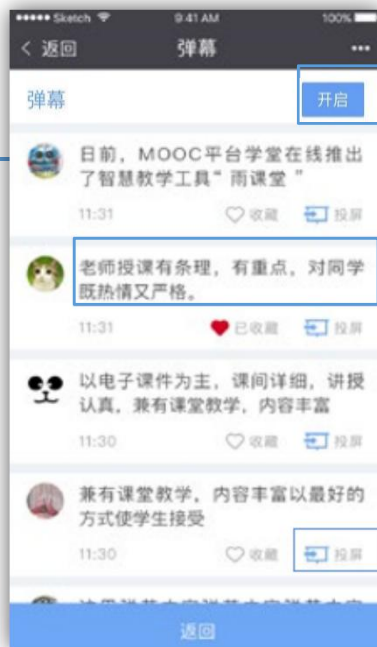 Sketch 9:41 AM 100%
< 返回 弹幕 •••
弹幕 开启
日前，MOOC平台学堂在线推出
了智慧教学工具“雨课堂”
11:31 收藏 投屏
老师授课有条理，有重点，对同学
既热情又严格。
11:31 已收藏 投屏
以电子课件为主，课间详细，讲授
认真，兼有课堂教学，内容丰富
11:30 收藏 投屏
兼有课堂教学，内容丰富以最好的
方式使学生接受
11:30 收藏 投屏
返回